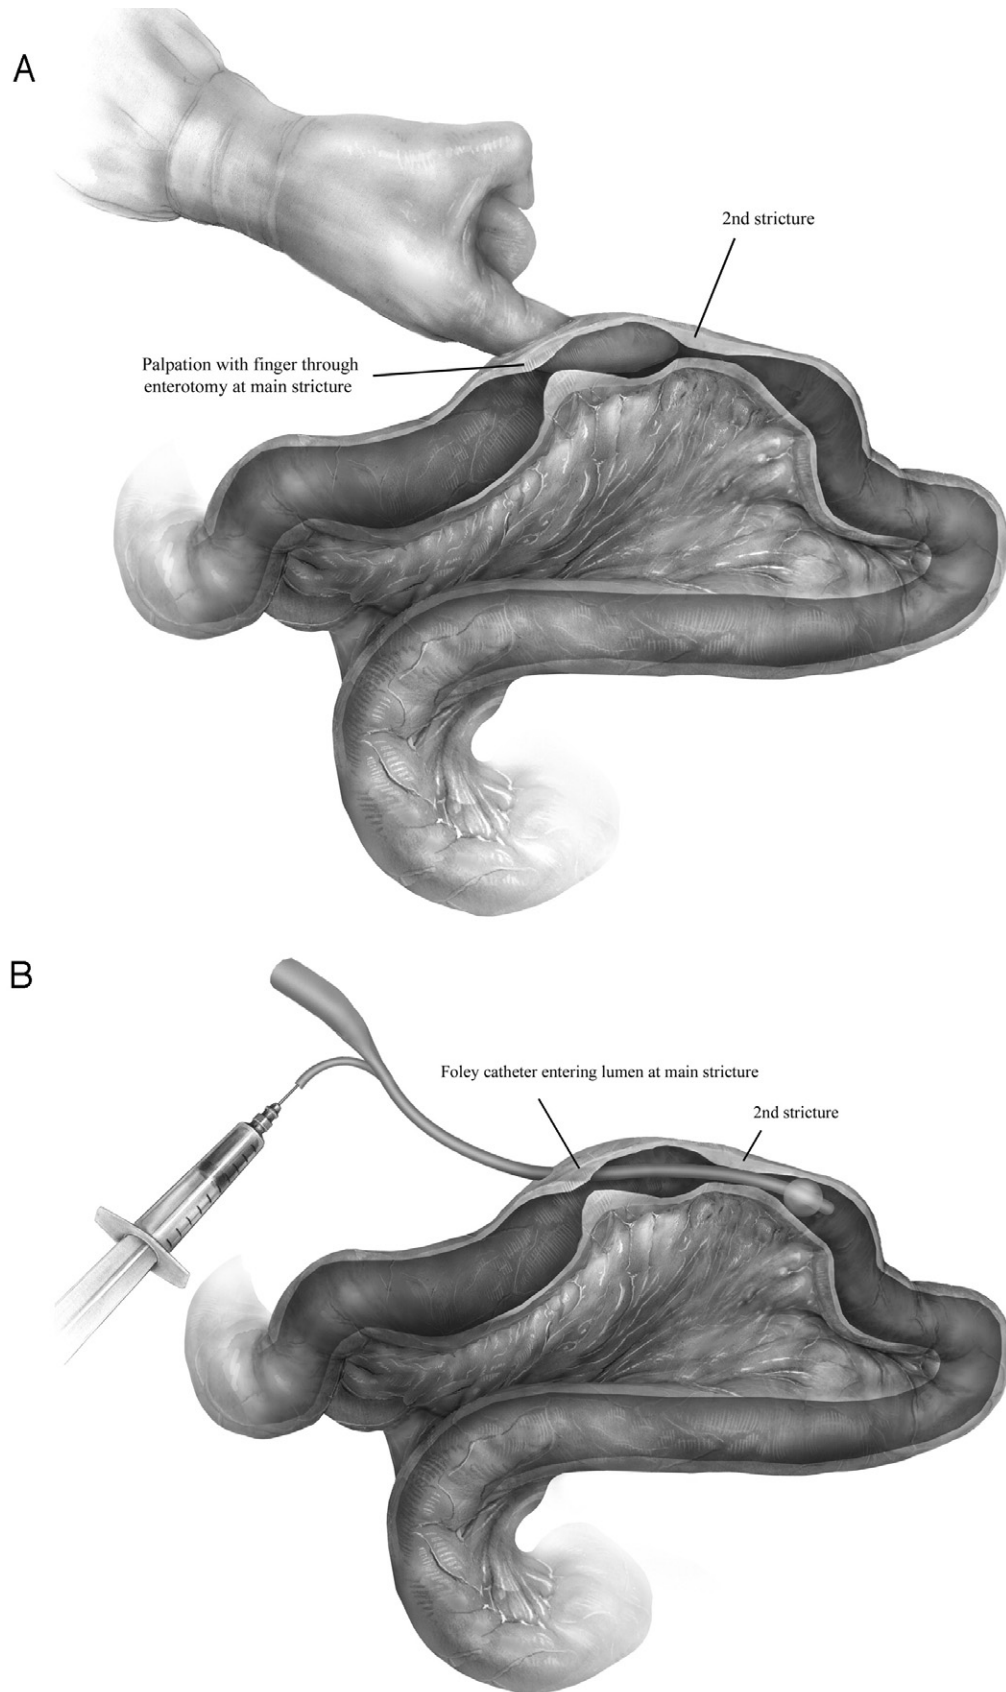 A
2nd stricture
Palpation with finger through
enterotomy at main stricture
B
Foley catheter entering lumen at main stricture
2nd stricture